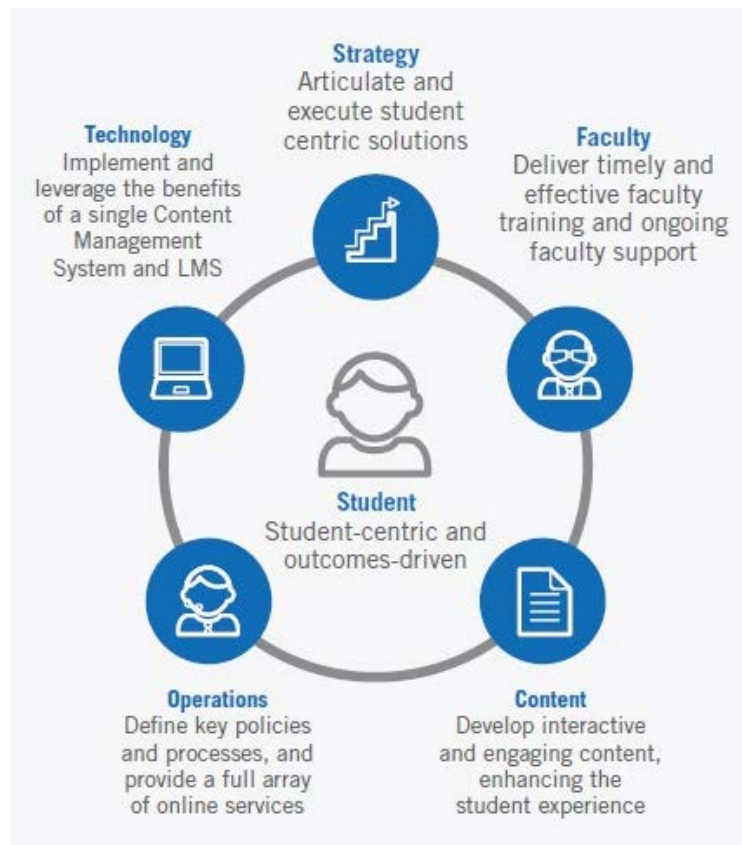 Strategy
Articulate and
execute student
centric solutions
Technology
Implement and
leverage the benefits
of a single Content
Management
System and LMS
Faculty
Deliver timely and
effective faculty
training and ongoing
faculty support
Student
Student-centric and
outcomes-driven
Operations
Define key policies
and processes, and
provide a full array
of online services
Content
Develop interactive
and engaging content,
enhancing the
student experience